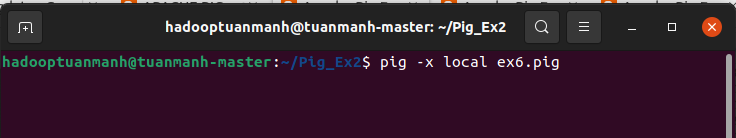 hadooptuanmanh@tuanmanh-master: ~/Pig_Ex2
hadooptuanmanh@tuanmanh-master:~/Pig_Ex2$ pig -x local ex6.pig